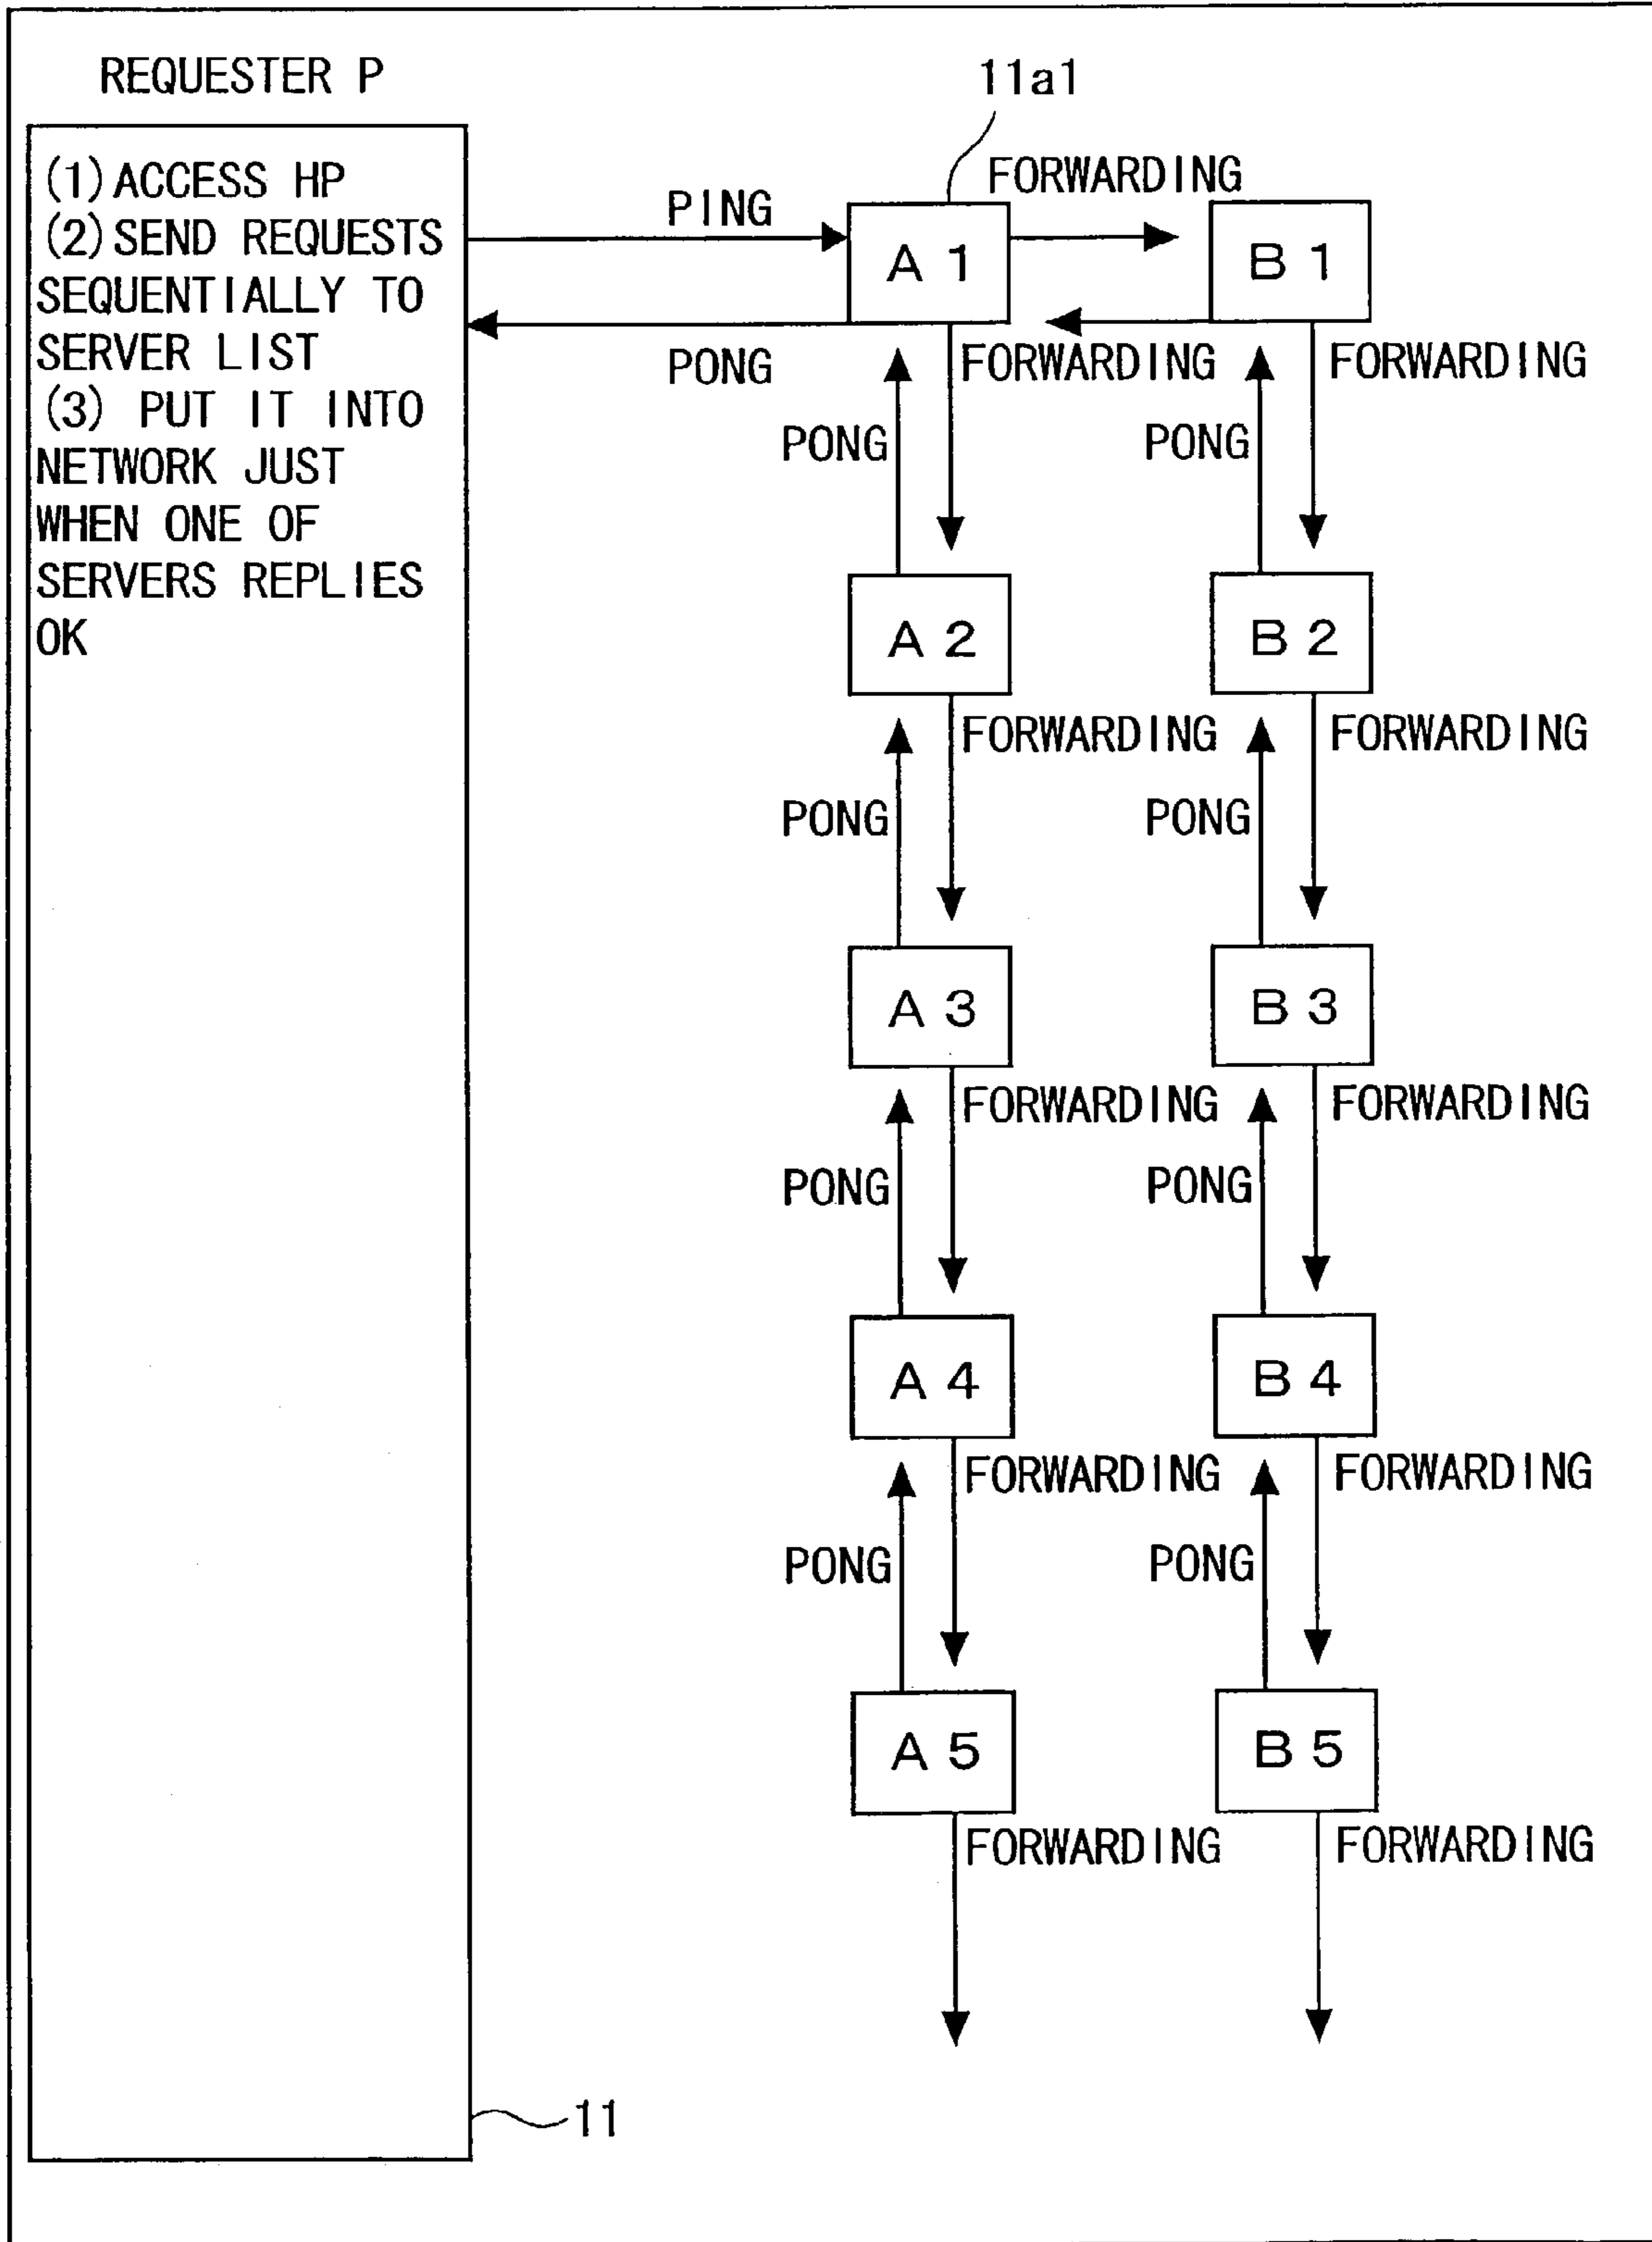 REQUESTER P
11a1
(1)ACCESS HP
(2)SEND REQUESTS
SEQUENTIALLY TO
SERVER LIST
(3) PUT IT INTO
NETWORK JUST
WHEN ONE OF
SERVERS REPLIES
OK
PING
FORWARDING
A 1
B 1
PONG
FORWARDING
FORWARDING
PONG
PONG
A 2
B 2
FORWARDING
FORWARDING
PONG
PONG
A 3
B 3
FORWARDING
FORWARDING
PONG
PONG
A 4
B 4
FORWARDING
FORWARDING
PONG
PONG
A 5
B 5
FORWARDING
FORWARDING
11